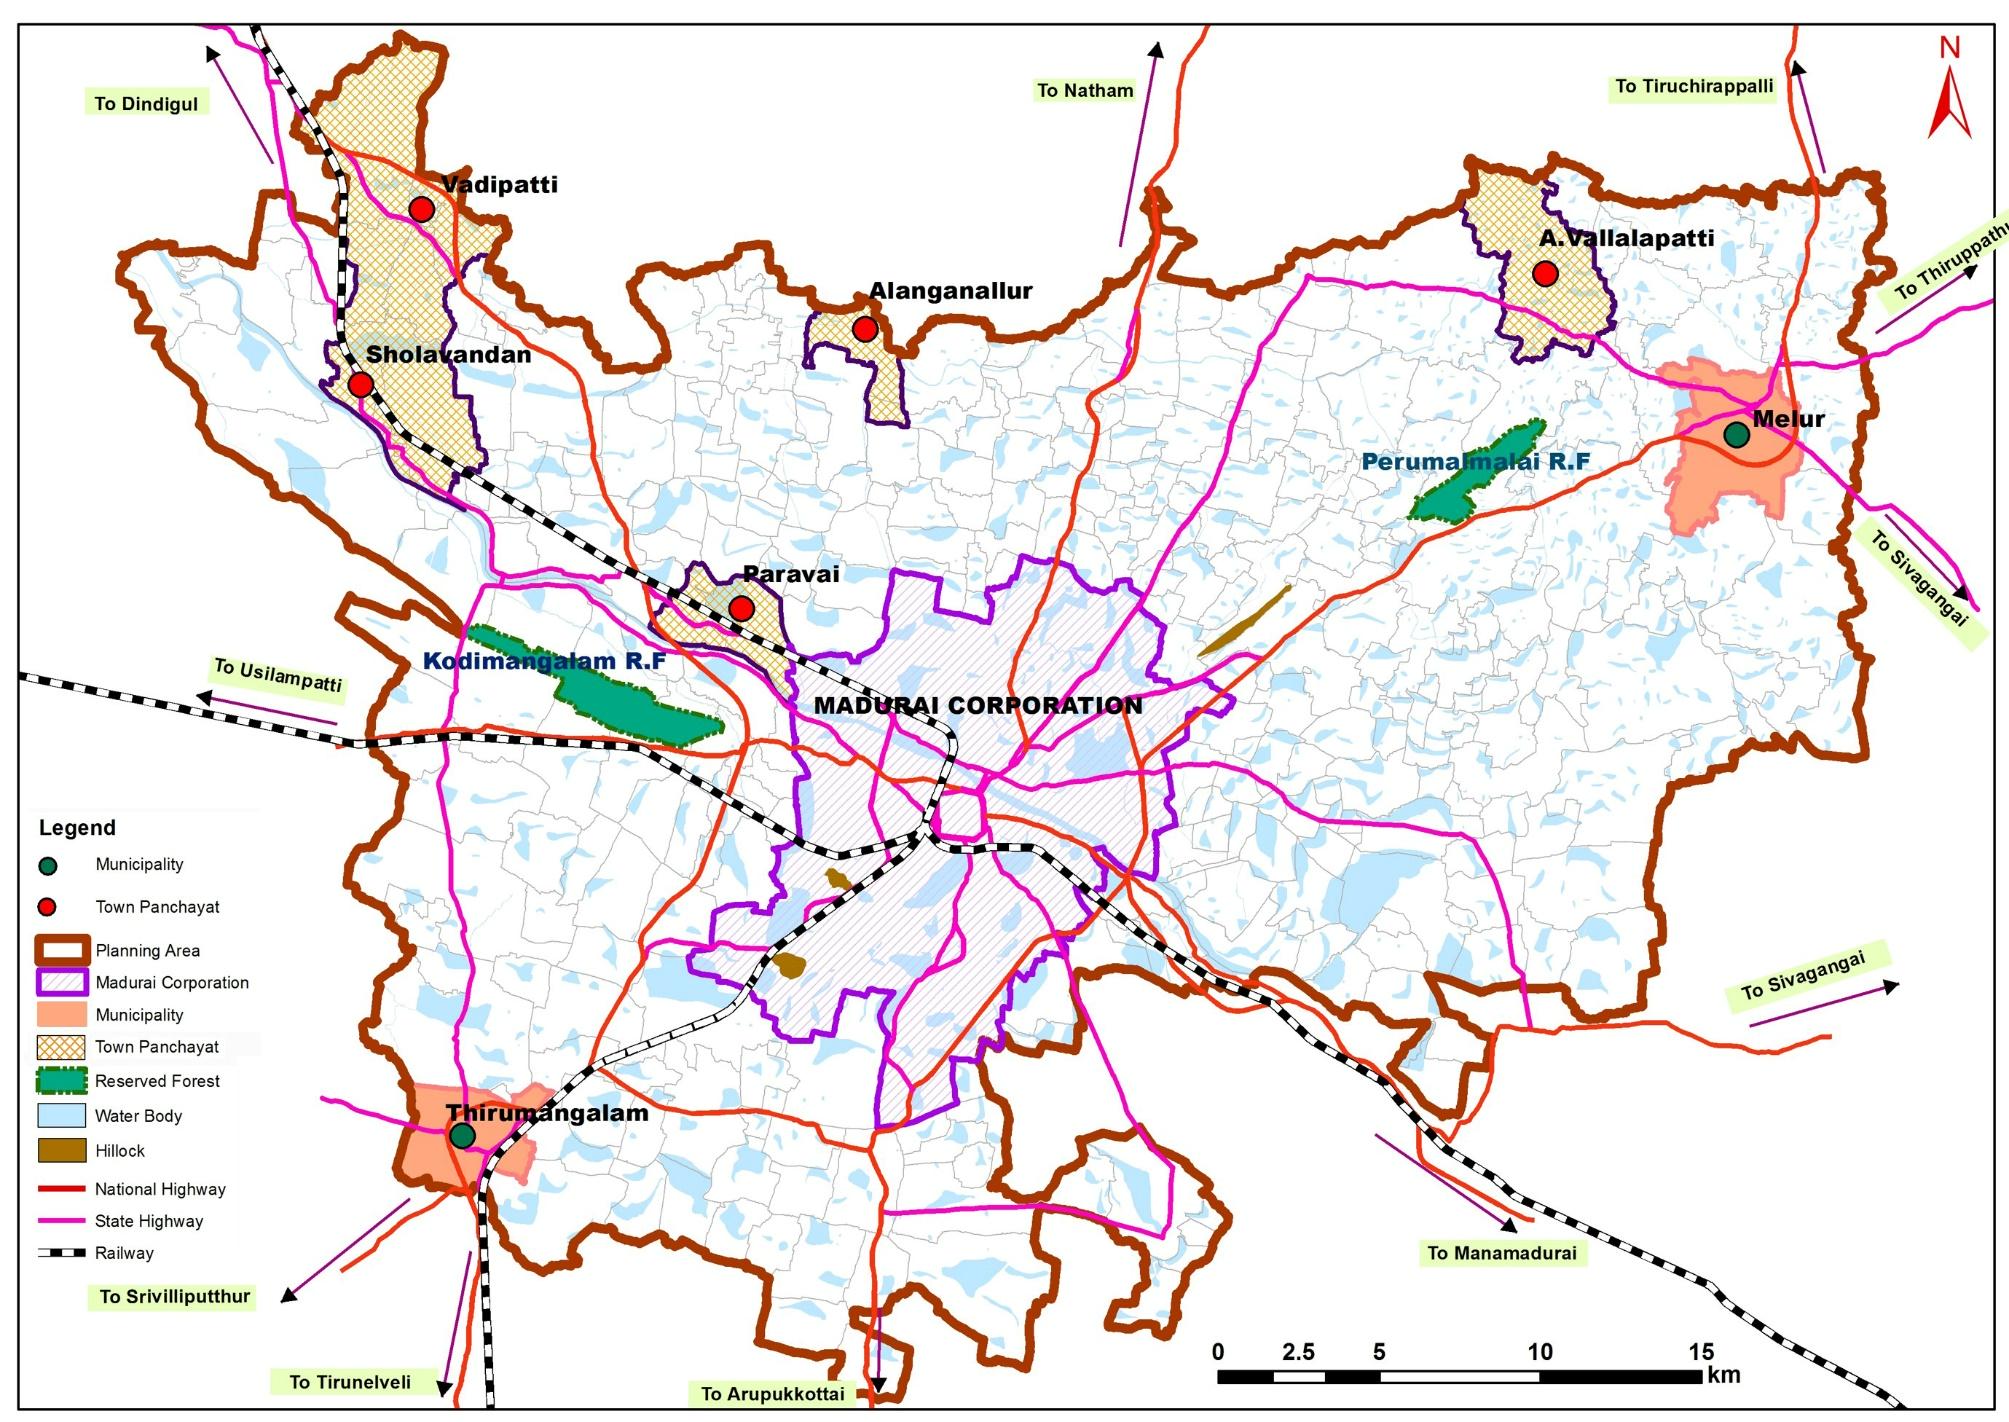 N
To Dindigul
To Natham
To Tiruchirappalli
Vadipatti
A.Vallalapatti
To
Alanganallur
Sholavandan
Melur
Perumalmalai R.F
To Sivagangai
Paravai
Kodimangalam R.F
To Usilampatti
MADURAI CORPORATION
Legend
Municipality
Town Panchayat
Planning Area
Madurai Corporation
Municipality
Town Panchayat
Reserved Forest
Water Body
Hillock
National Highway
State Highway
Railway
To Sivagangai
Thirumangalam
To Manamadurai
To Srivilliputthur
To Tirunelveli
To Arupukkottai
0 2.5 5 10 15
km